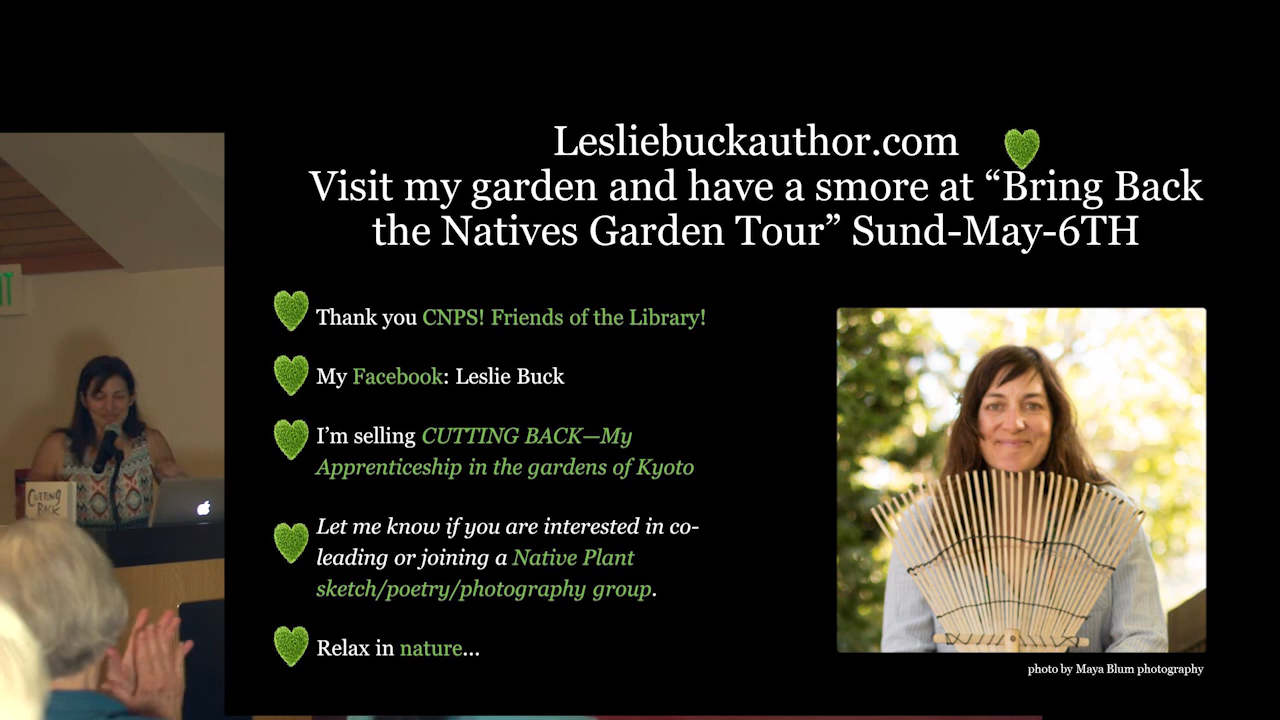 Lesliebuckauthor.com
Visit my garden and have a smore at “Bring Back
the Natives Garden Tour” Sund-May-6TH
Thank you CNPS! Friends of the Library!
My Facebook: Leslie Buck
I’m selling CUTTING BACK—My
Apprenticeship in the gardens of Kyoto
Let me know if you are interested in co-
leading or joining a Native Plant
sketch/poetry/photography group.
Relax in nature...
photo by Maya Blum photography
CUTTING
BACK